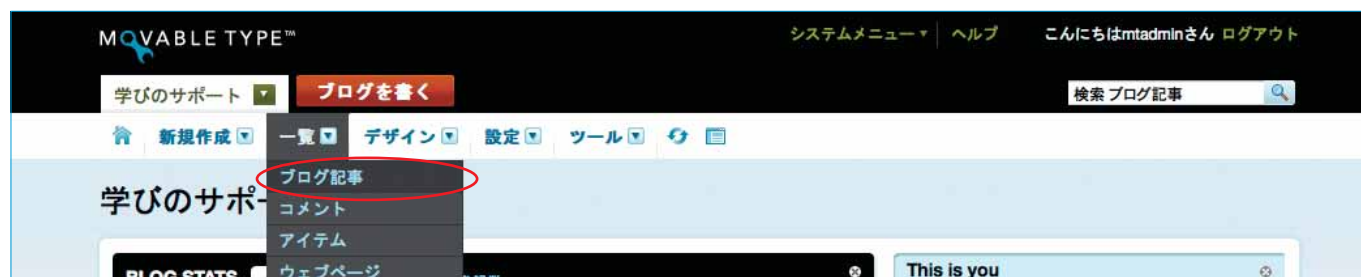 MOVABLE TYPE™
システムメニュー ヘルプ こんにちはmtadminさん ログアウト
学びのサポート ブログを書く 検索 ブログ記事
新規作成 一覧 デザイン 設定 ツール
ブログ記事
学びのサポー
コメント
アイテム
BLOG STATS ウェブページ This is you